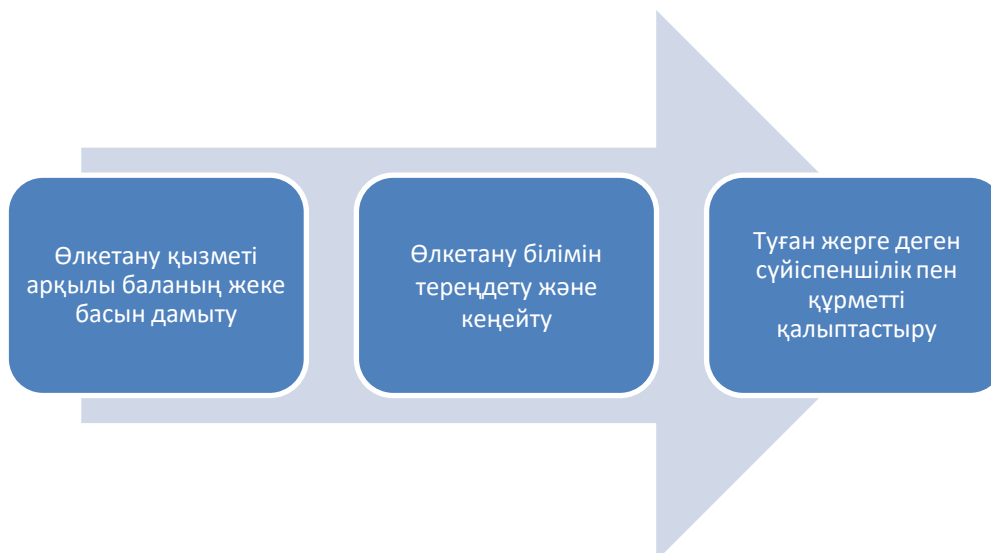 Өлкетану қызметі
арқылы баланың жеке
басын дамыту
Өлкетану білімін
тереңдету және
кеңейту
Туған жерге деген
сүйіспеншілік пен
құрметті
қалыптастыру